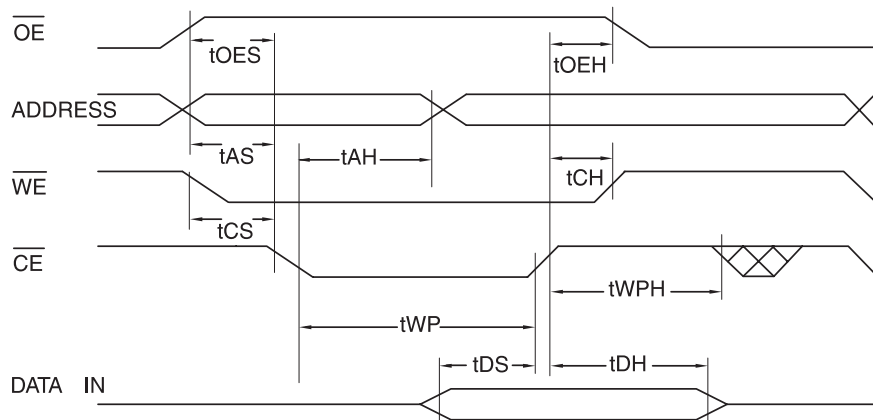 OE
tOES
tOEH
ADDRESS
tAS
tAH
WE
tCH
tCS
CE
tWPH
tWP
tDS
tDH
DATA IN